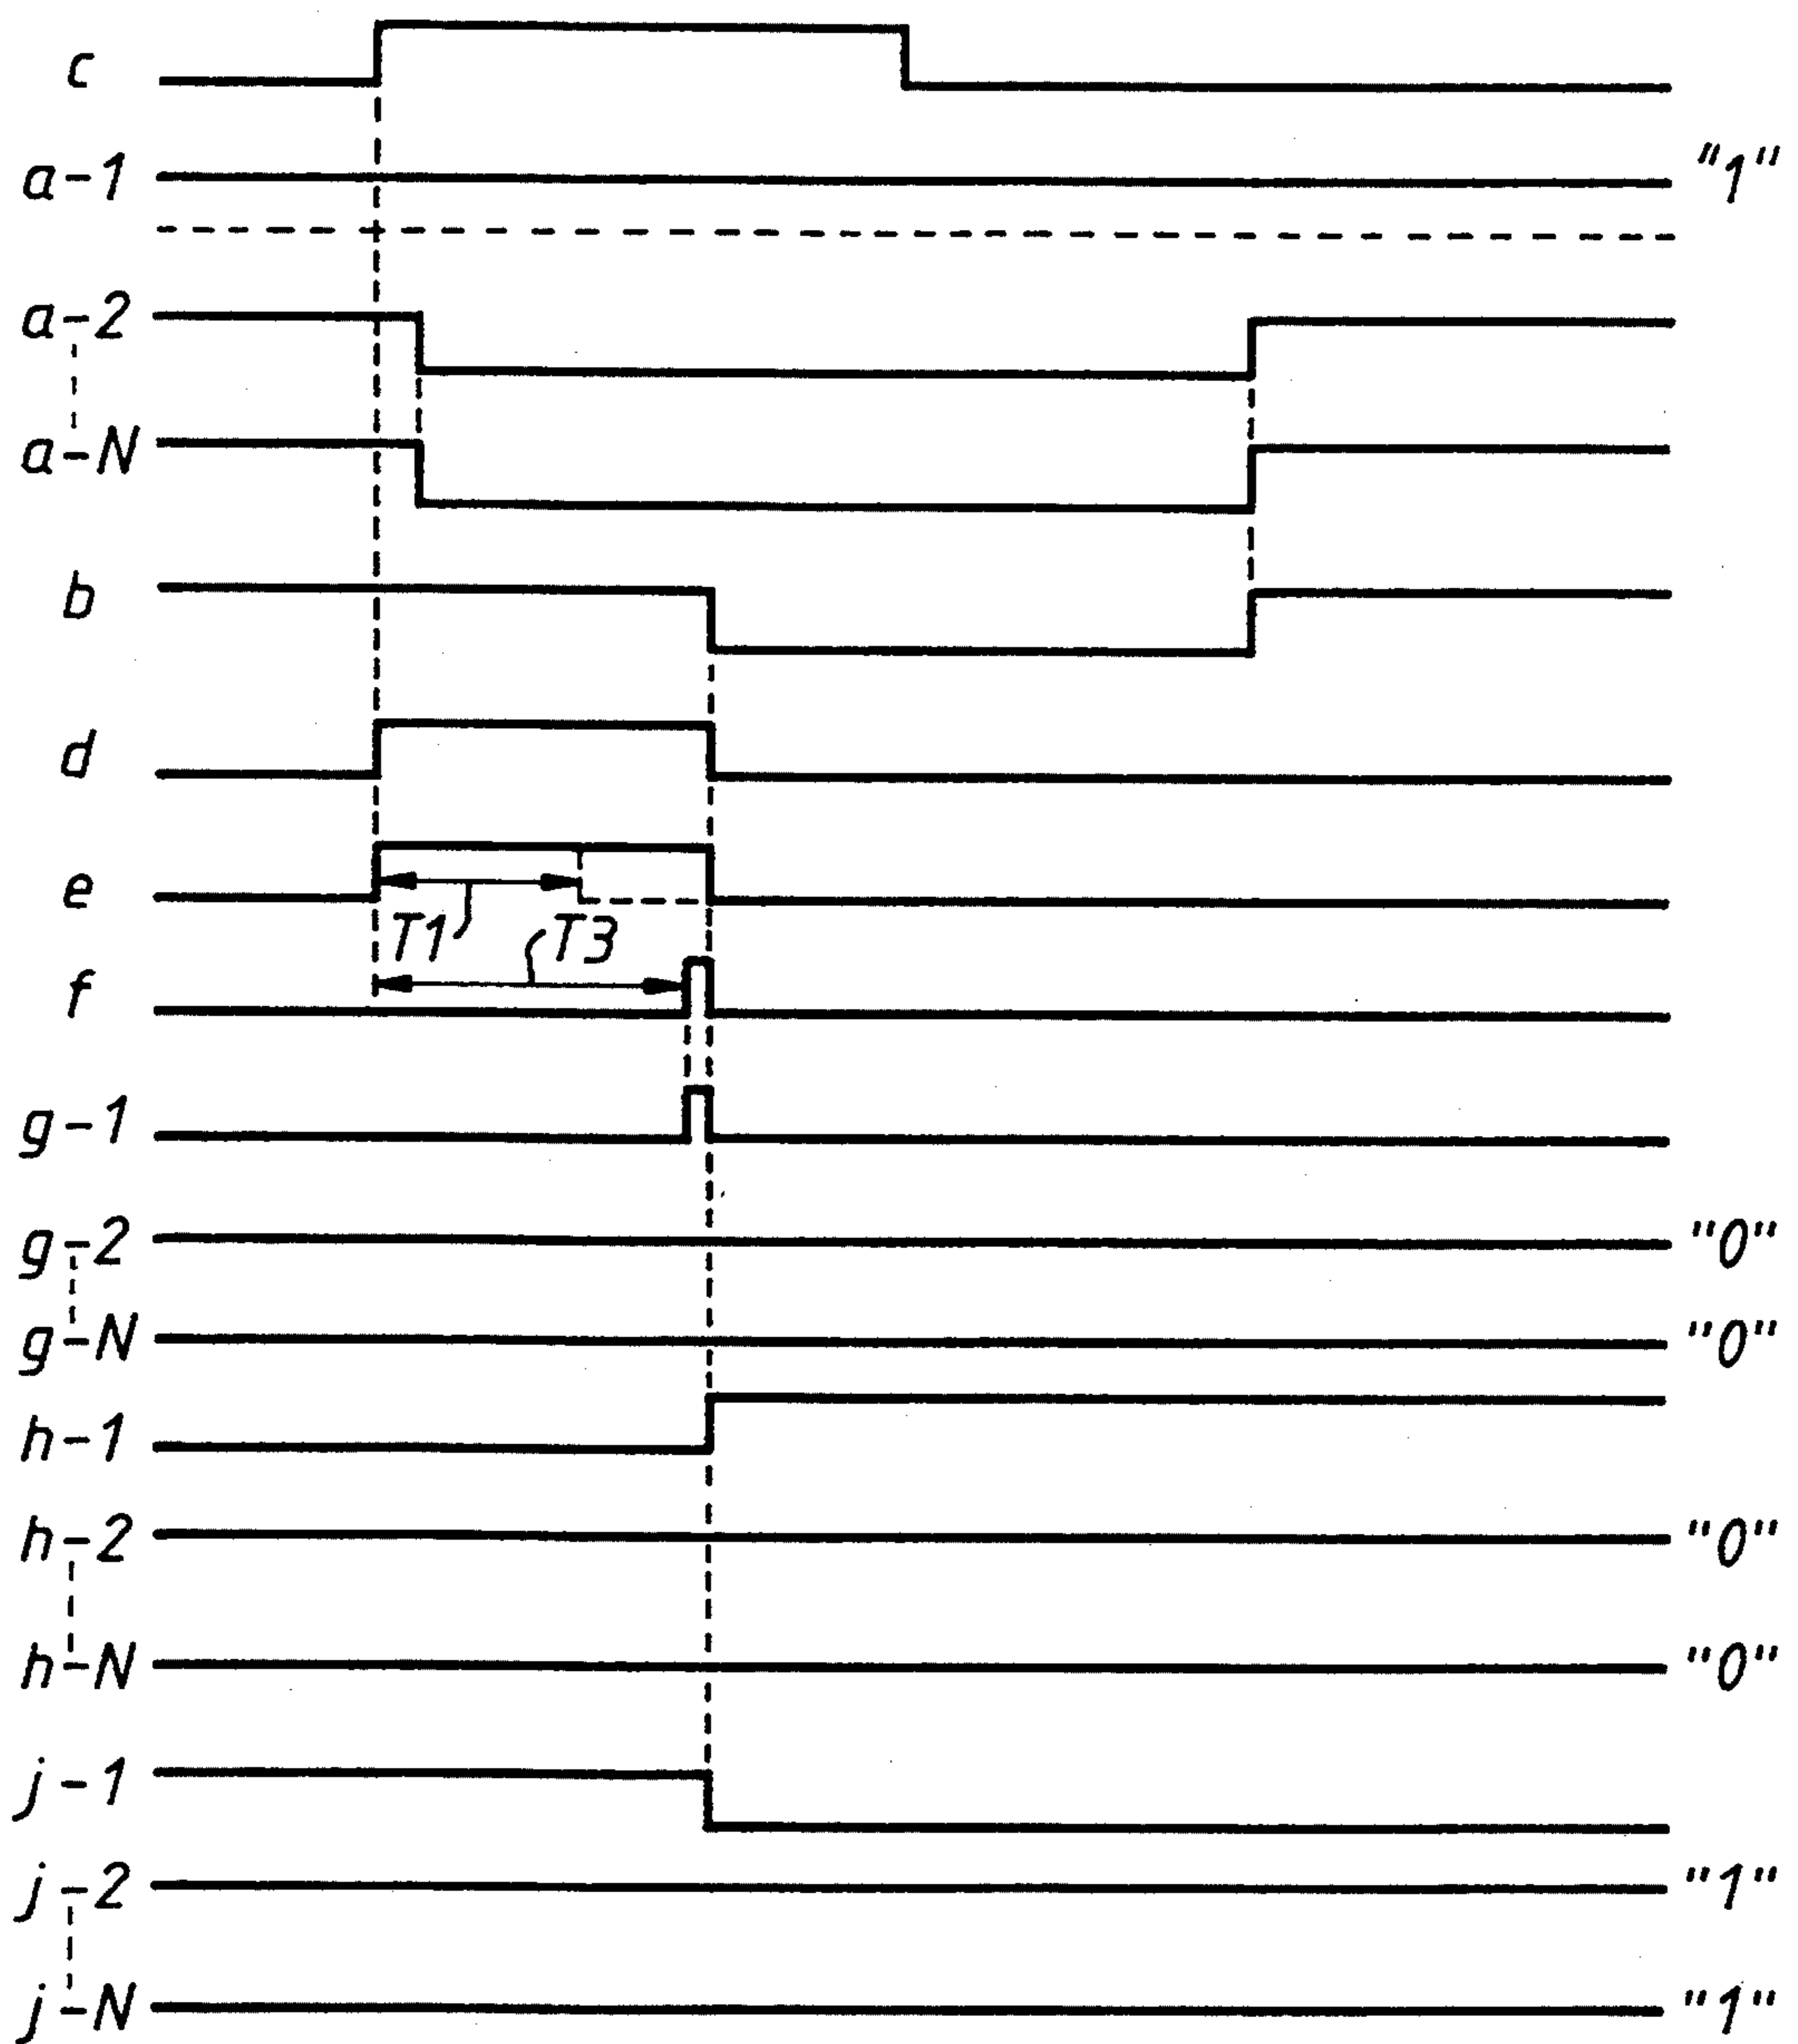 c
a-1 "1"
a-2
a-N
b
d
e
T1 T3
f
g-1
g-2 "0"
g-N "0"
h-1
h-2 "0"
h-N "0"
j-1
j-2 "1"
j-N "1"